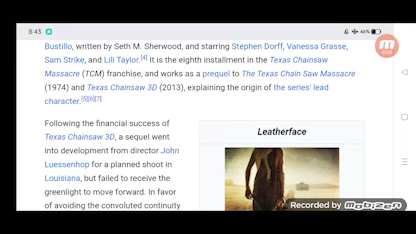 8:43
66%
Bustillo, written by Seth M. Sherwood, and starring Stephen Dorff, Vanessa Grasse,
Sam Strike, and Lili Taylor.[4] It is the eighth installment in the Texas Chainsaw
Massacre (TCM) franchise, and works as a prequel to The Texas Chain Saw Massacre
(1974) and Texas Chainsaw 3D (2013), explaining the origin of the series' lead
character.[5][6][7]
Following the financial success of
Texas Chainsaw 3D, a sequel went
into development from director John
Luessenhop for a planned shoot in
Louisiana, but failed to receive the
greenlight to move forward. In favor
of avoiding the convoluted continuity
Leatherface
Recorded by mobizen